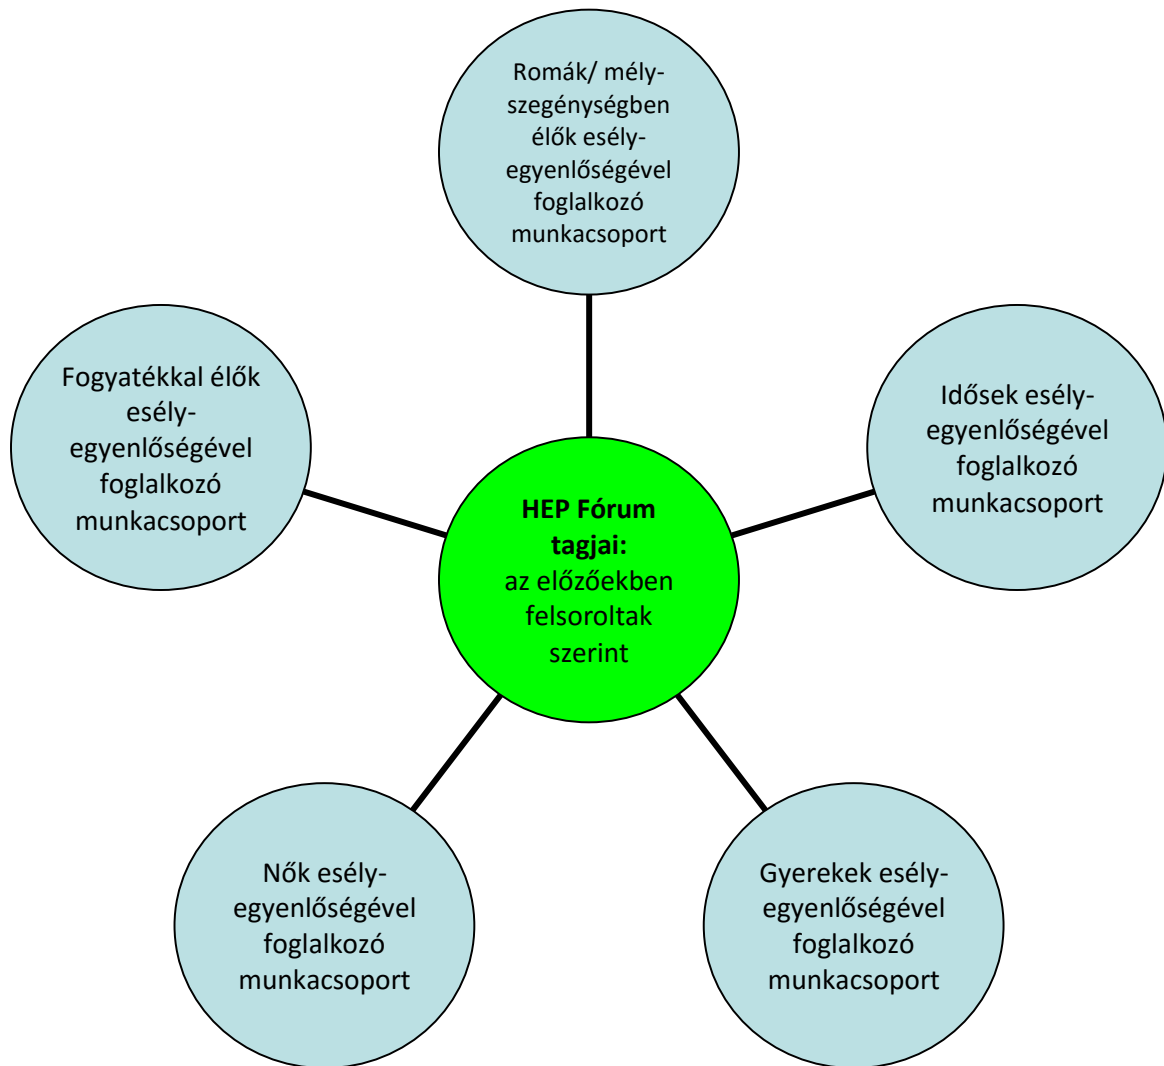 Romák/ mély-
szegénységben
élők esély-
egyenlőségével
foglalkozó
munkacsoport
Fogyatékkal élők
esély-
egyenlőségével
foglalkozó
munkacsoport
Idősek esély-
egyenlőségével
foglalkozó
munkacsoport
HEP Fórum
tagjai:
az előzőekben
felsoroltak
szerint
Nők esély-
egyenlőségével
foglalkozó
munkacsoport
Gyerekek esély-
egyenlőségével
foglalkozó
munkacsoport